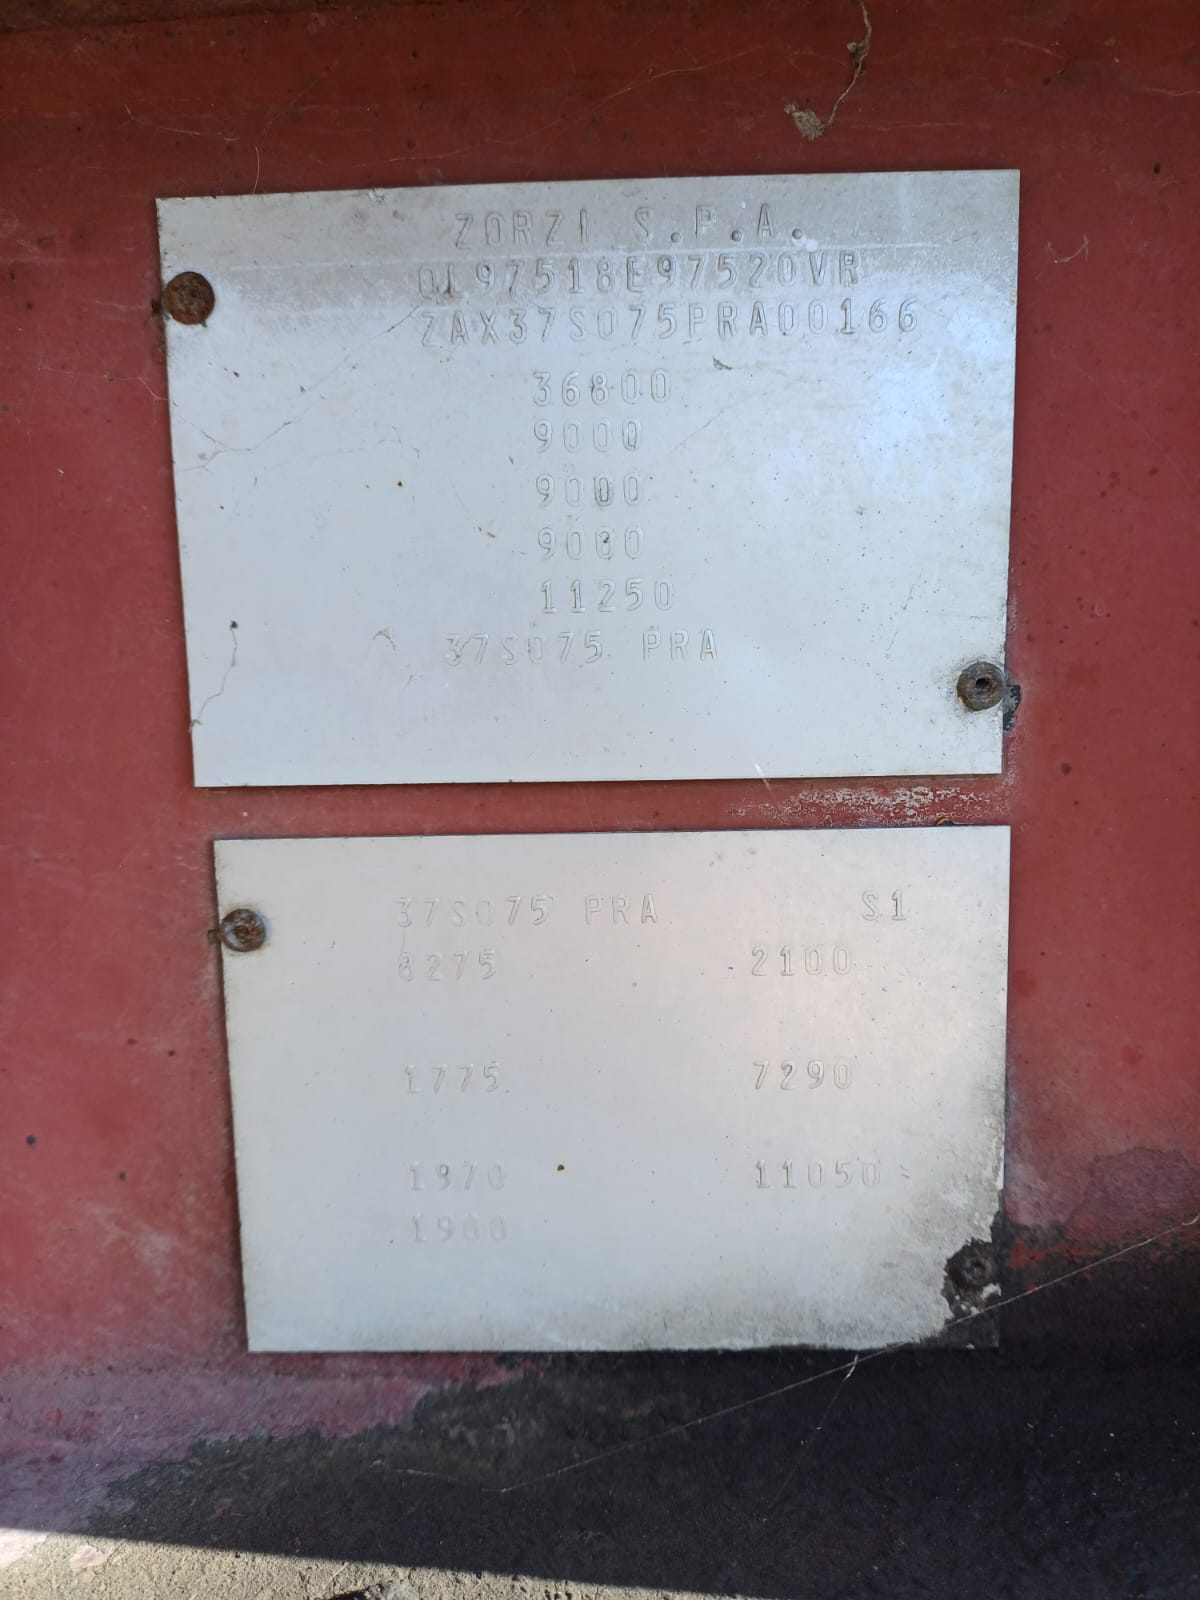 ZORZI S.P.A.
OL97518E97520VR
ZAX37S075PRA00166
36800
9000
9000
9000
11250
37S075 PRA
37S075 PRA S1
8275 2100
1775 7290
1970 11050
1900